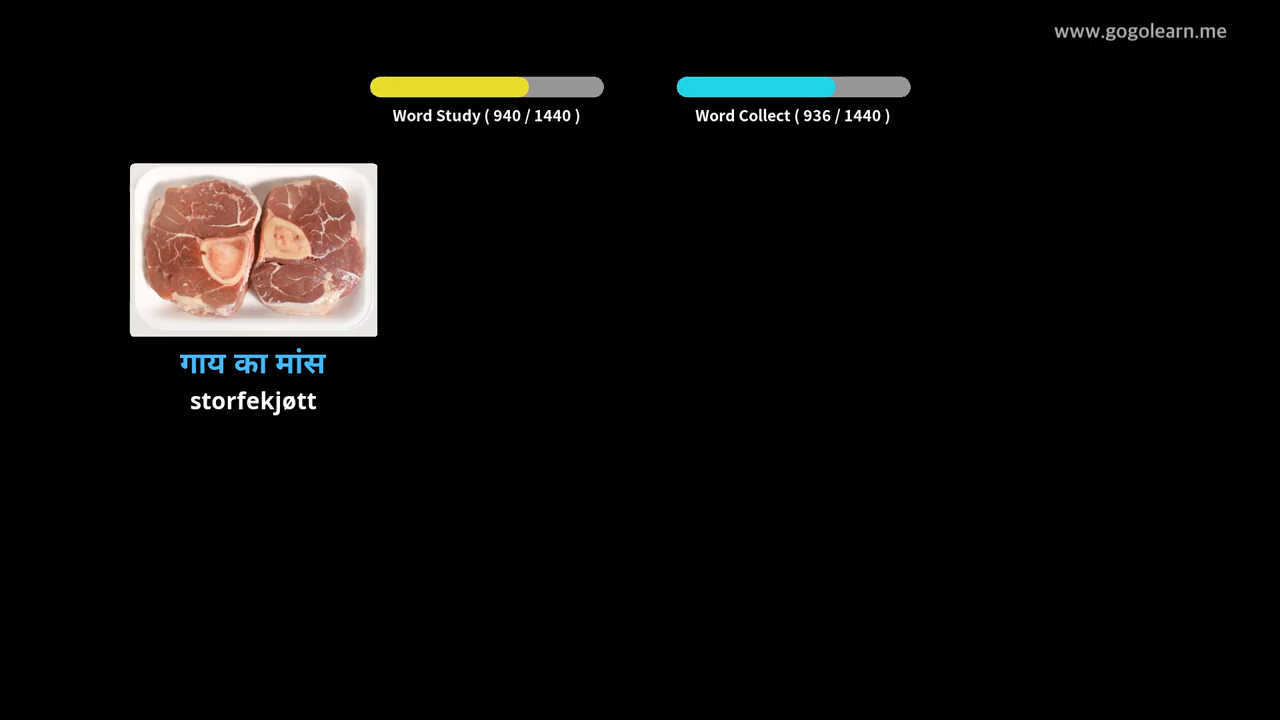 www.gogolearn.me
Word Study ( 940 / 1440 )
Word Collect ( 936 / 1440 )
गाय का मांस
storfekjøtt